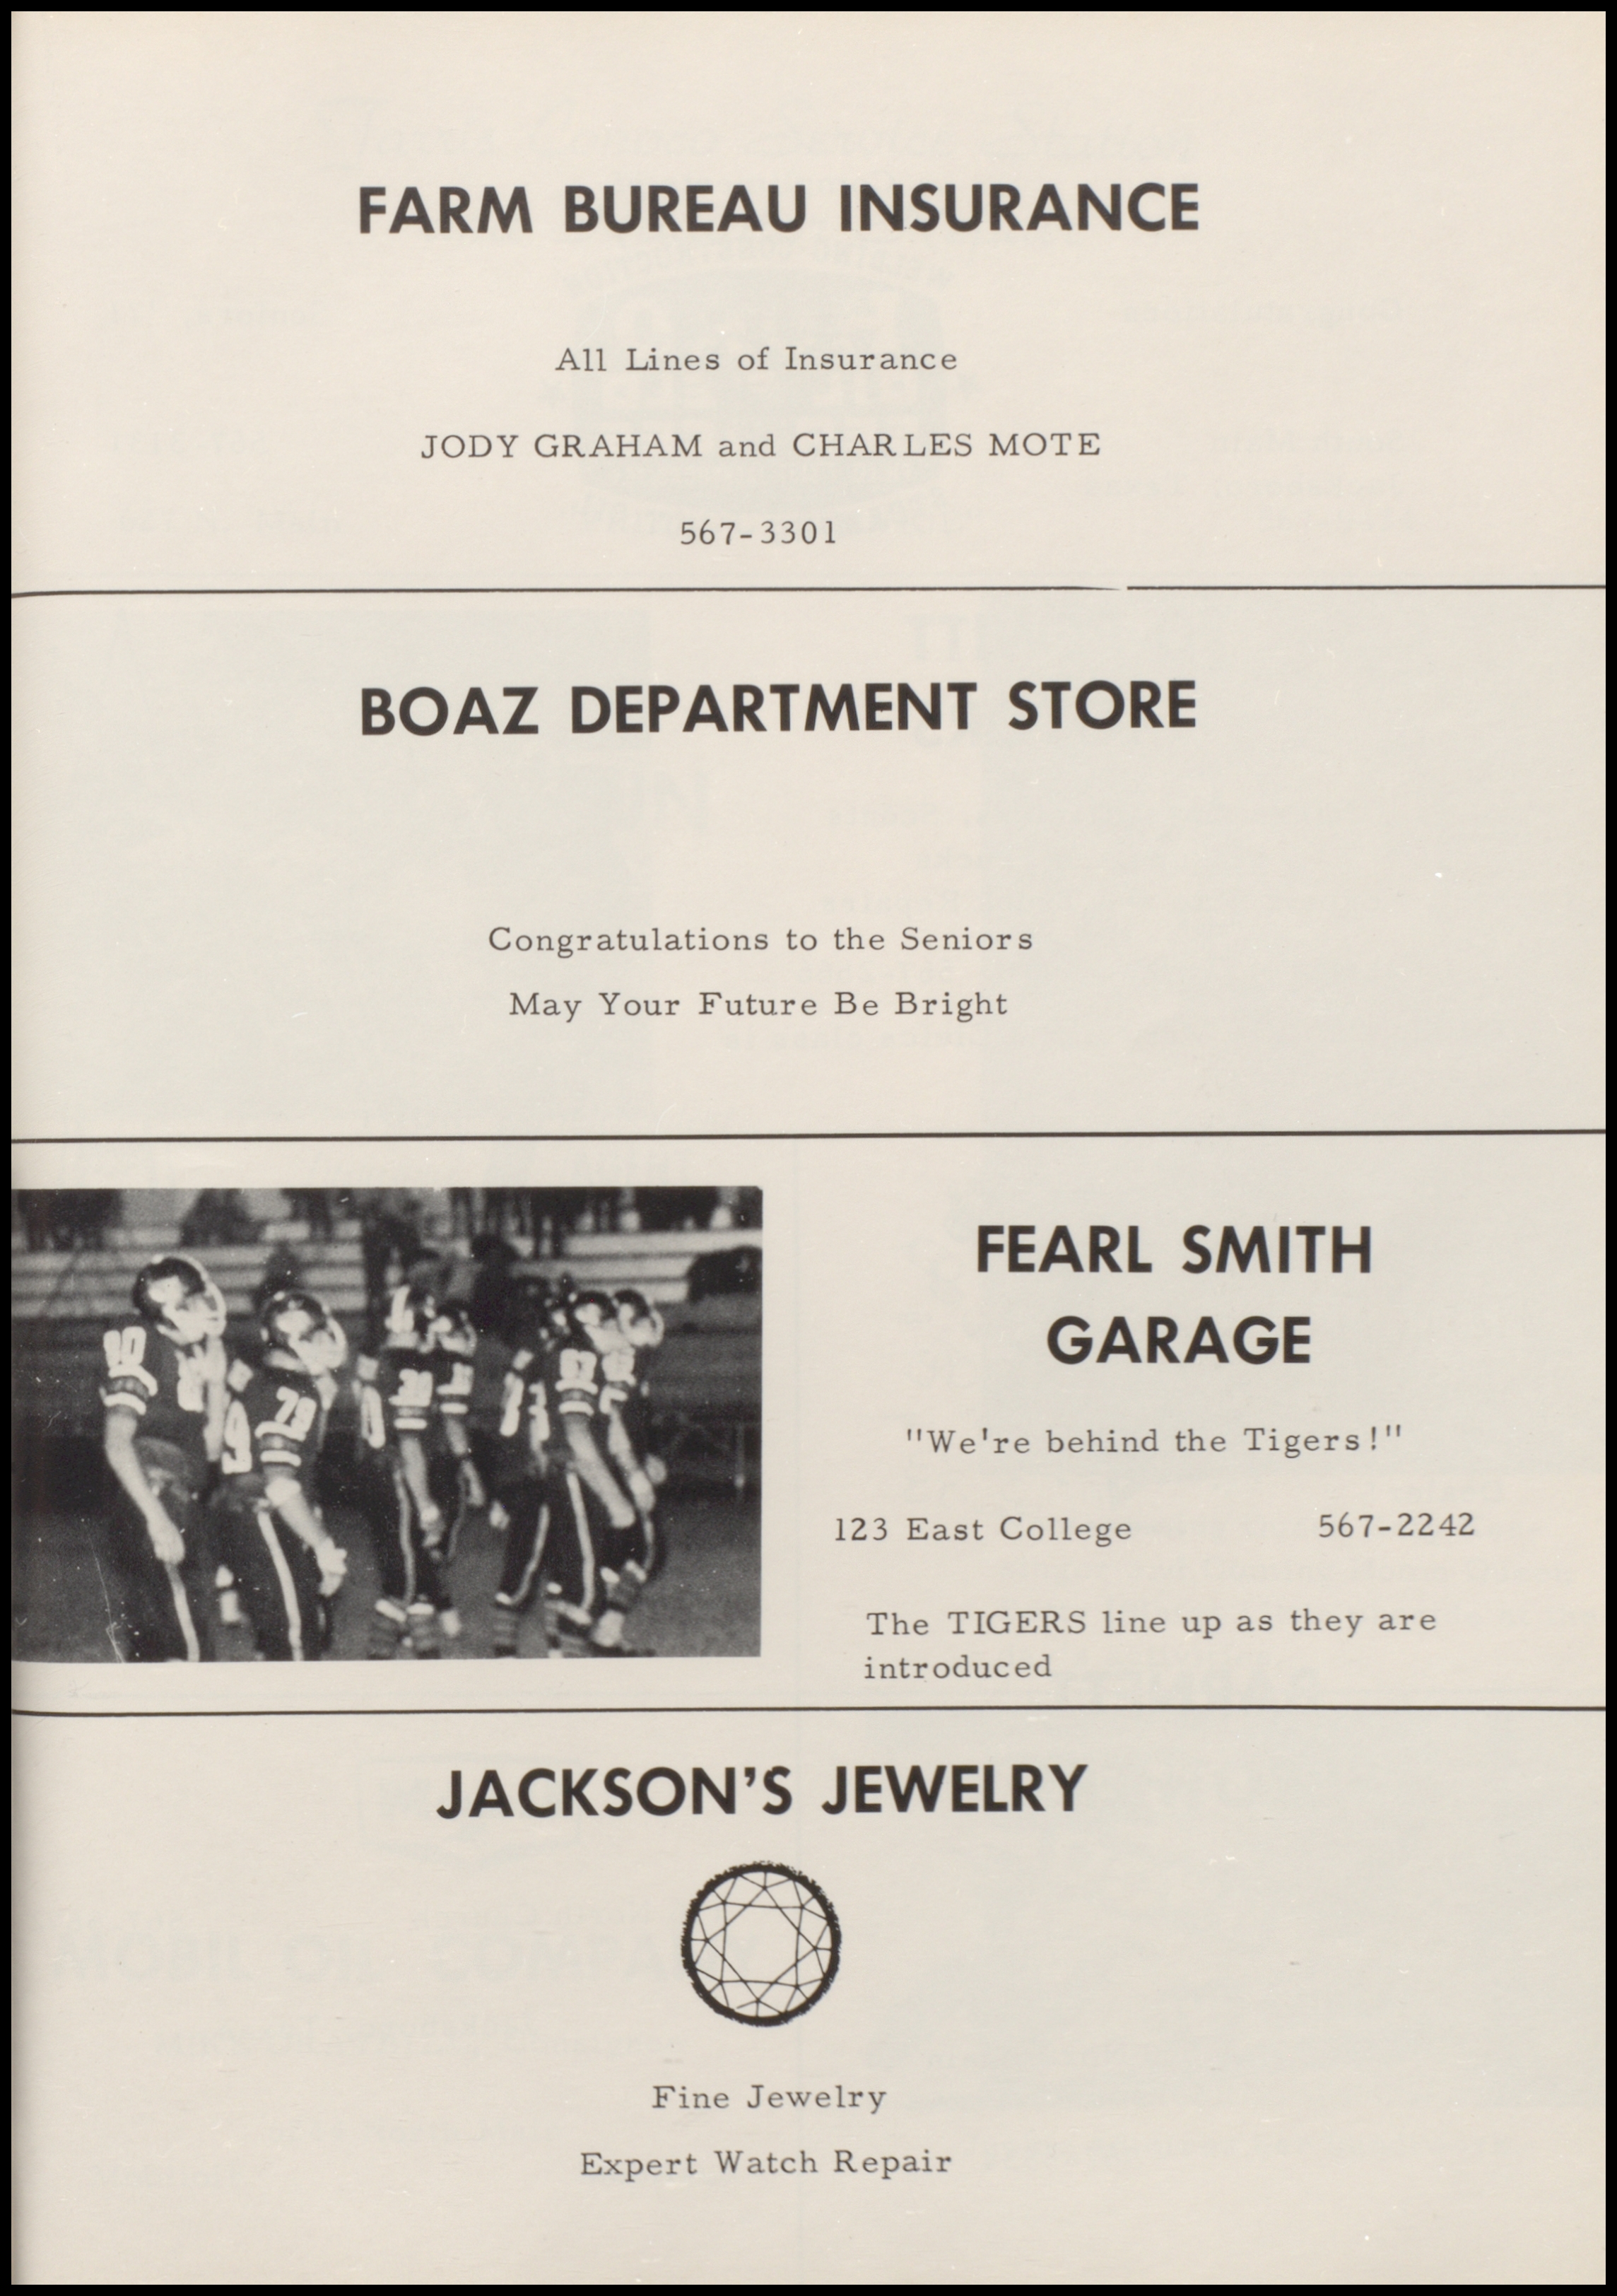 FARM BUREAU INSURANCE
All Lines of Insurance
JODY GRAHAM and CHARLES MOTE
567-3301
BOAZ DEPARTMENT STORE
Congratulations to the Seniors
May Your Future Be Bright
FEARL SMITH
GARAGE
"We're behind the Tigers!"
123 East College 567-2242
The TIGERS line up as they are
introduced
JACKSON'S JEWELRY
Fine Jewelry
Expert Watch Repair